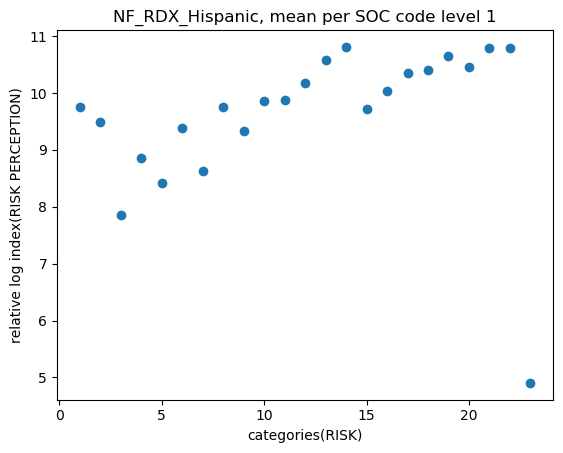 NF_RDX_Hispanic, mean per SOC code level 1
relative log index(RISK PERCEPTION)
11
10
9
8
7
6
5
0 5 10 15 20
categories(RISK)